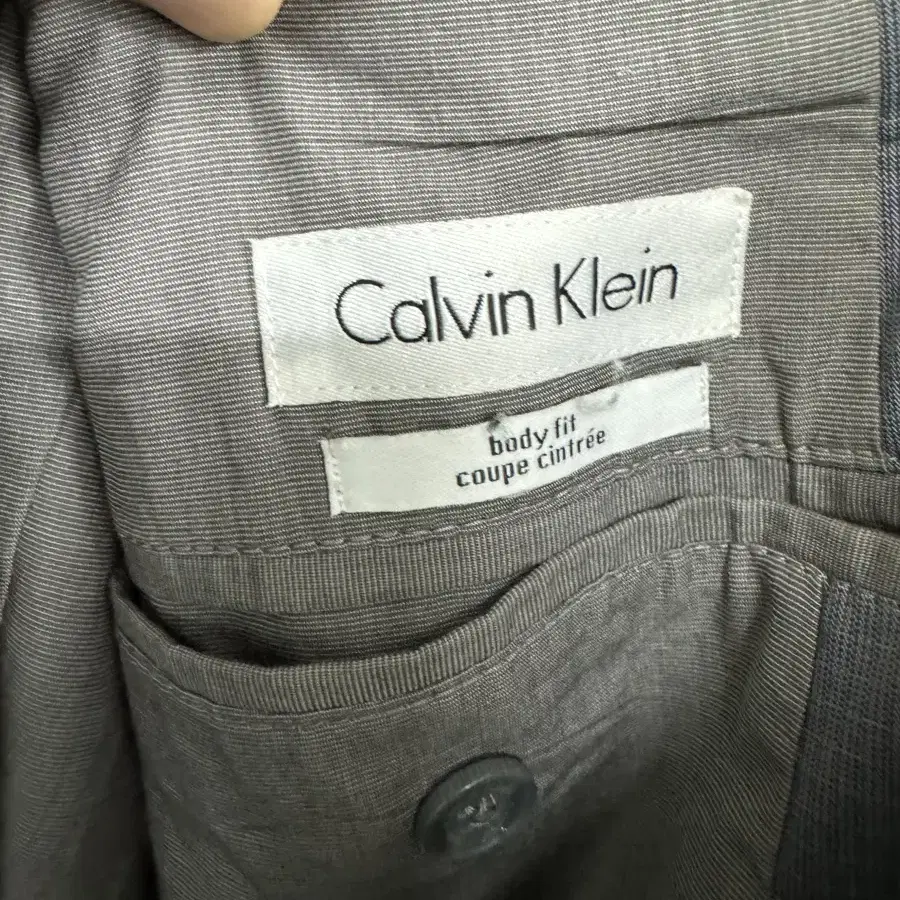 Calvin Klein
body fit
coupe cintrée